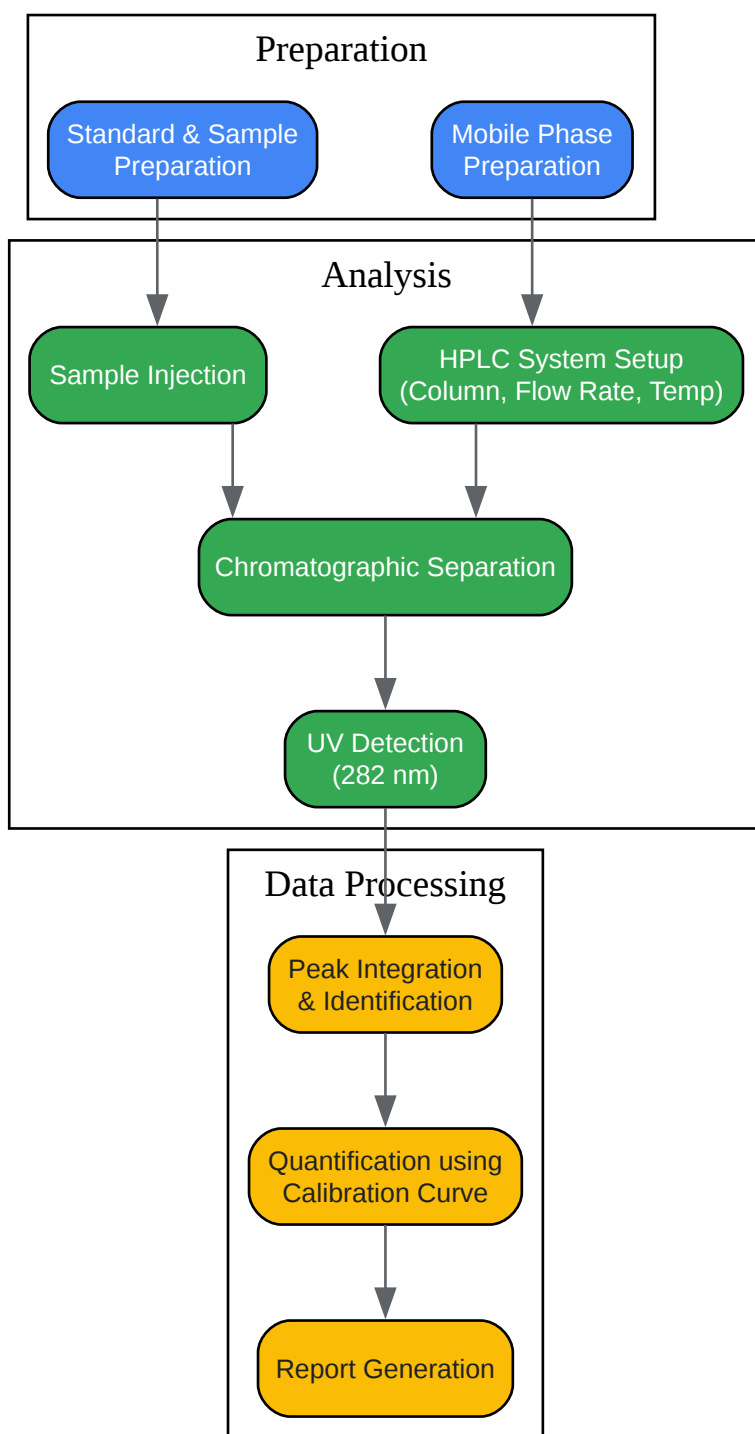 Preparation
Standard & Sample
Preparation
Mobile Phase
Preparation
Analysis
Sample Injection
HPLC System Setup
(Column, Flow Rate, Temp)
Chromatographic Separation
UV Detection
(282 nm)
Data Processing
Peak Integration
& Identification
Quantification using
Calibration Curve
Report Generation